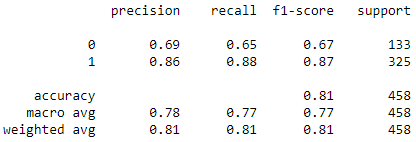 precision recall f1-score support
0 0.69 0.65 0.67 133
1 0.86 0.88 0.87 325
accuracy 0.81 458
macro avg 0.78 0.77 0.77 458
weighted avg 0.81 0.81 0.81 458